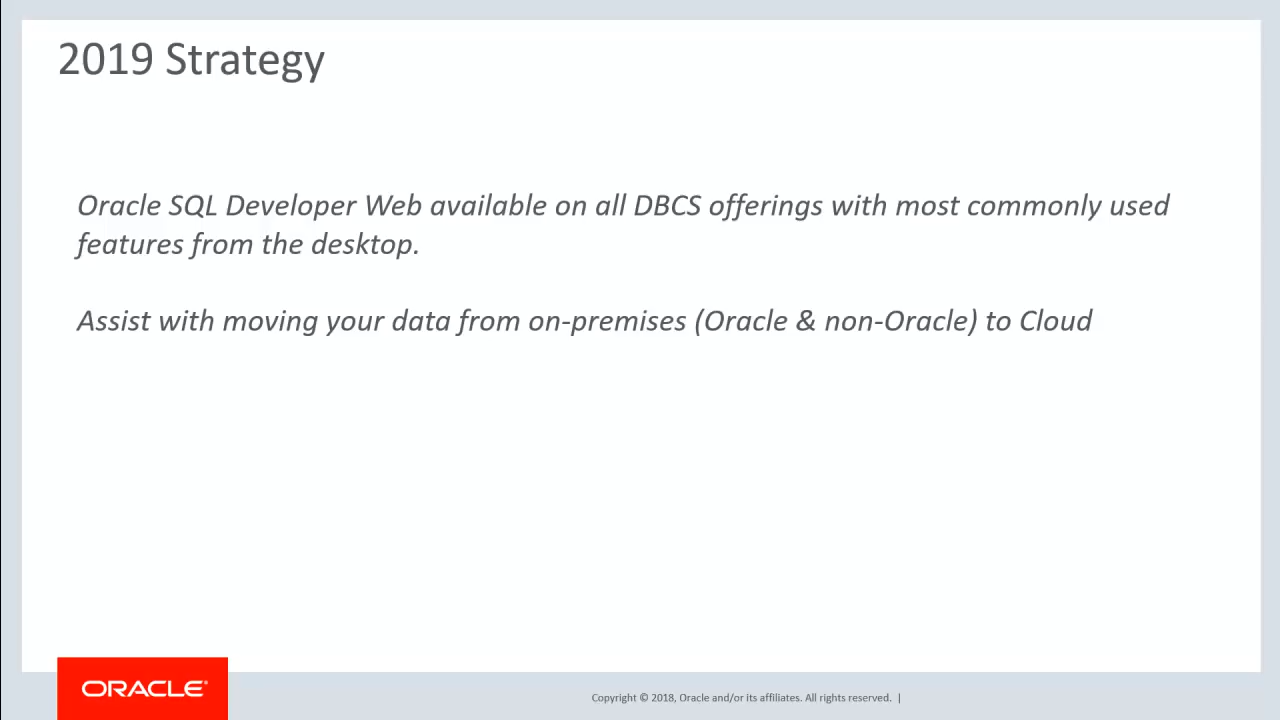 2019 Strategy
Oracle SQL Developer Web available on all DBCS offerings with most commonly used
features from the desktop.
Assist with moving your data from on-premises (Oracle & non-Oracle) to Cloud
ORACLE®
Copyright © 2018, Oracle and/or its affiliates. All rights reserved. |